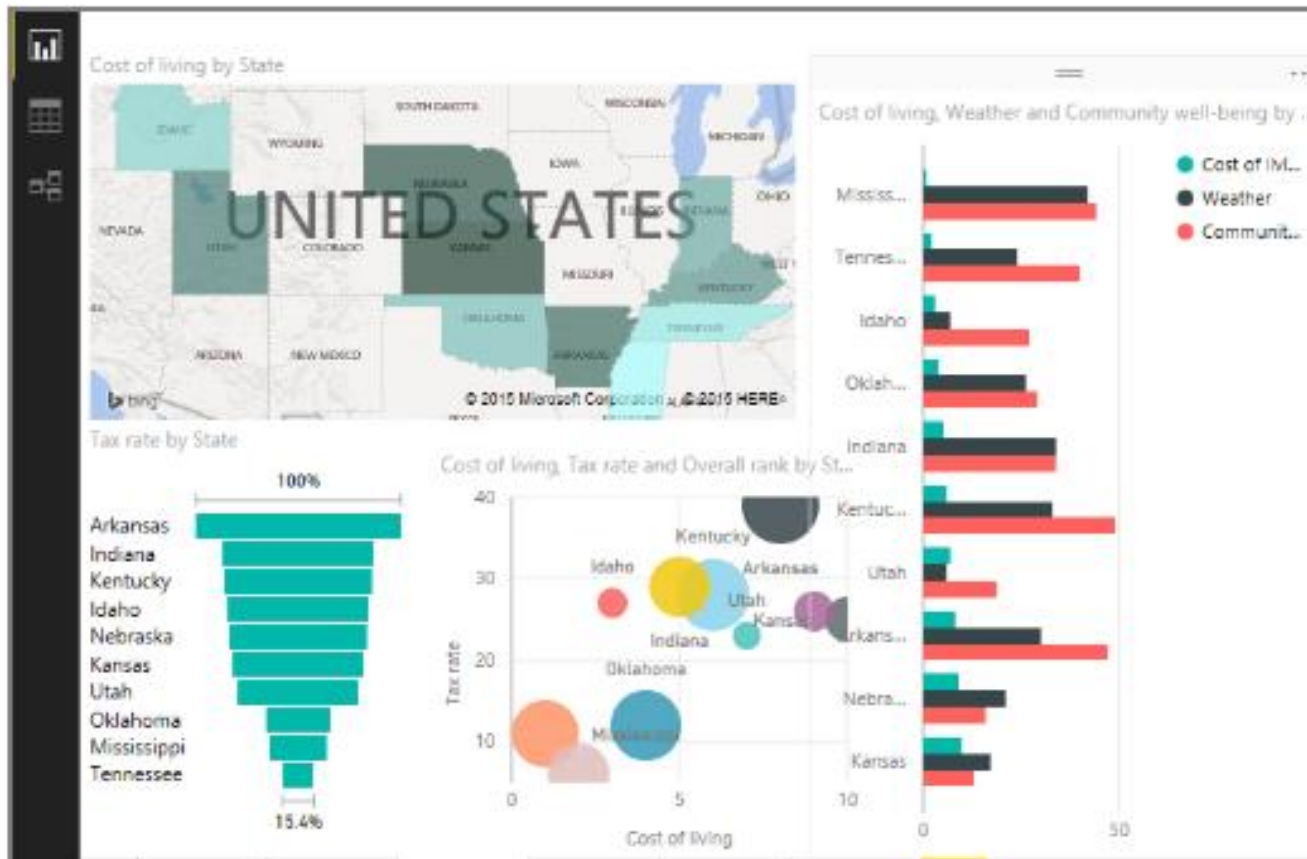 Cost of living by State
SOUTH DAKOTA
WISCONSIN
MICHIGAN
IDAHO
WYOMING
IOWA
NEBRASKA
OHIO
UNITED STATES
ILLINOIS
INDIANA
NEVADA
UTAH
COLORADO
KANSAS
MISSOURI
WEST
KENTUCKY
OKLAHOMA
TENNESSEE
ARIZONA
NEW MEXICO
ARKANSAS
bing
© 2015 Microsoft Corporation
© 2015 HERE
Tax rate by State
100%
Arkansas
Indiana
Kentucky
Idaho
Nebraska
Kansas
Utah
Oklahoma
Mississippi
Tennessee
15.4%
Cost of living, Tax rate and Overall rank by St...
Tax rate
40
30
20
10
Kentucky
Idaho
Arkansas
Utah
Kansas
Indiana
Oklahoma
Mississippi
0
5
10
Cost of living
Cost of living, Weather and Community well-being by ...
Cost of livi...
Weather
Communit...
Mississ...
Tennes...
Idaho
Oklah...
Indiana
Kentuc...
Utah
Arkans...
Nebra...
Kansas
0
50